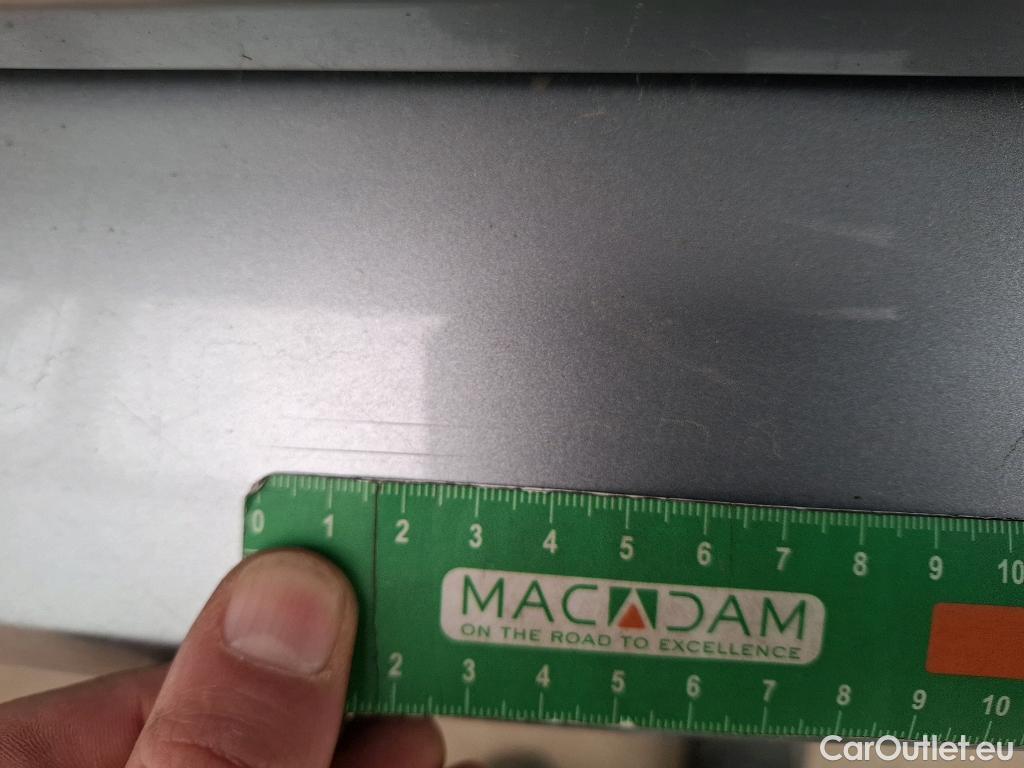 0 1 2 3 4 5 6 7 8 9 10
MACADAM
ON THE ROAD TO EXCELLENCE
2 3 4 5 6 7 8 9 10
CarOutlet.eu